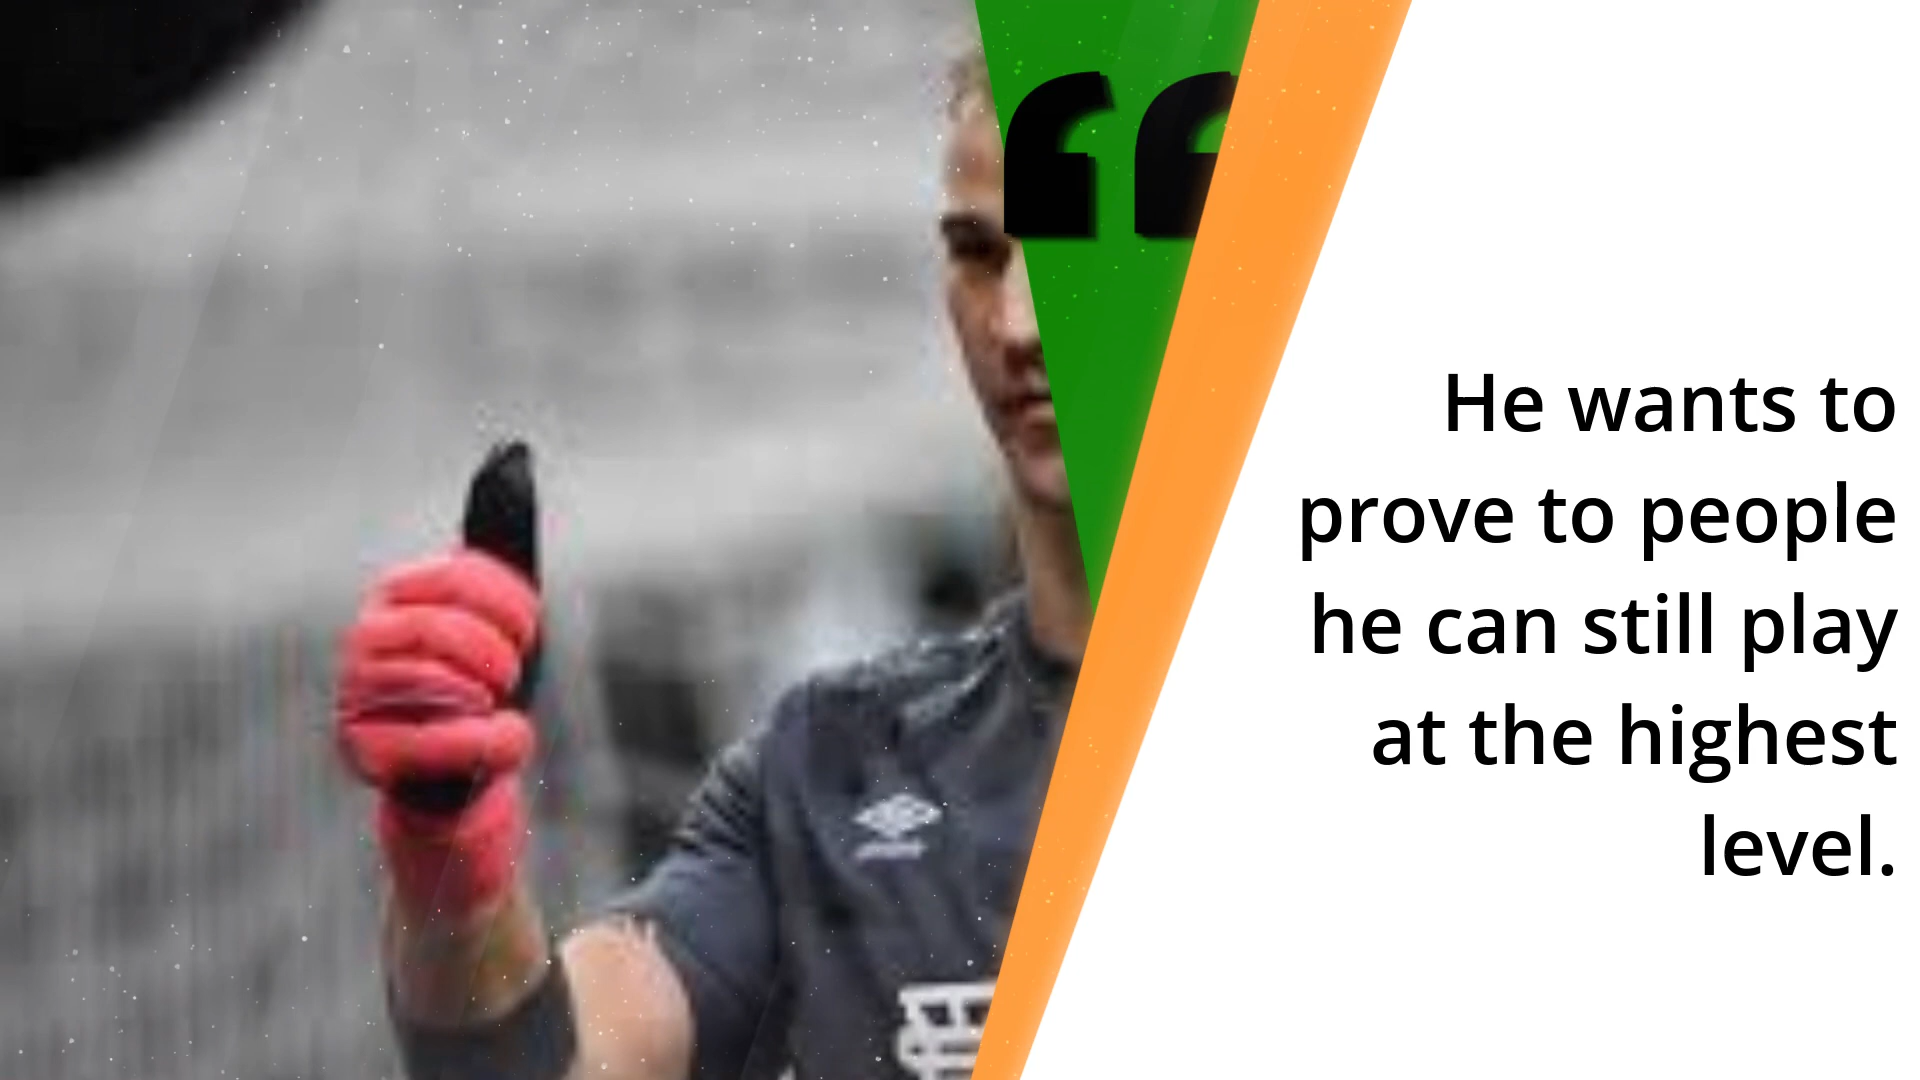 “
He wants to
prove to people
he can still play
at the highest
level.